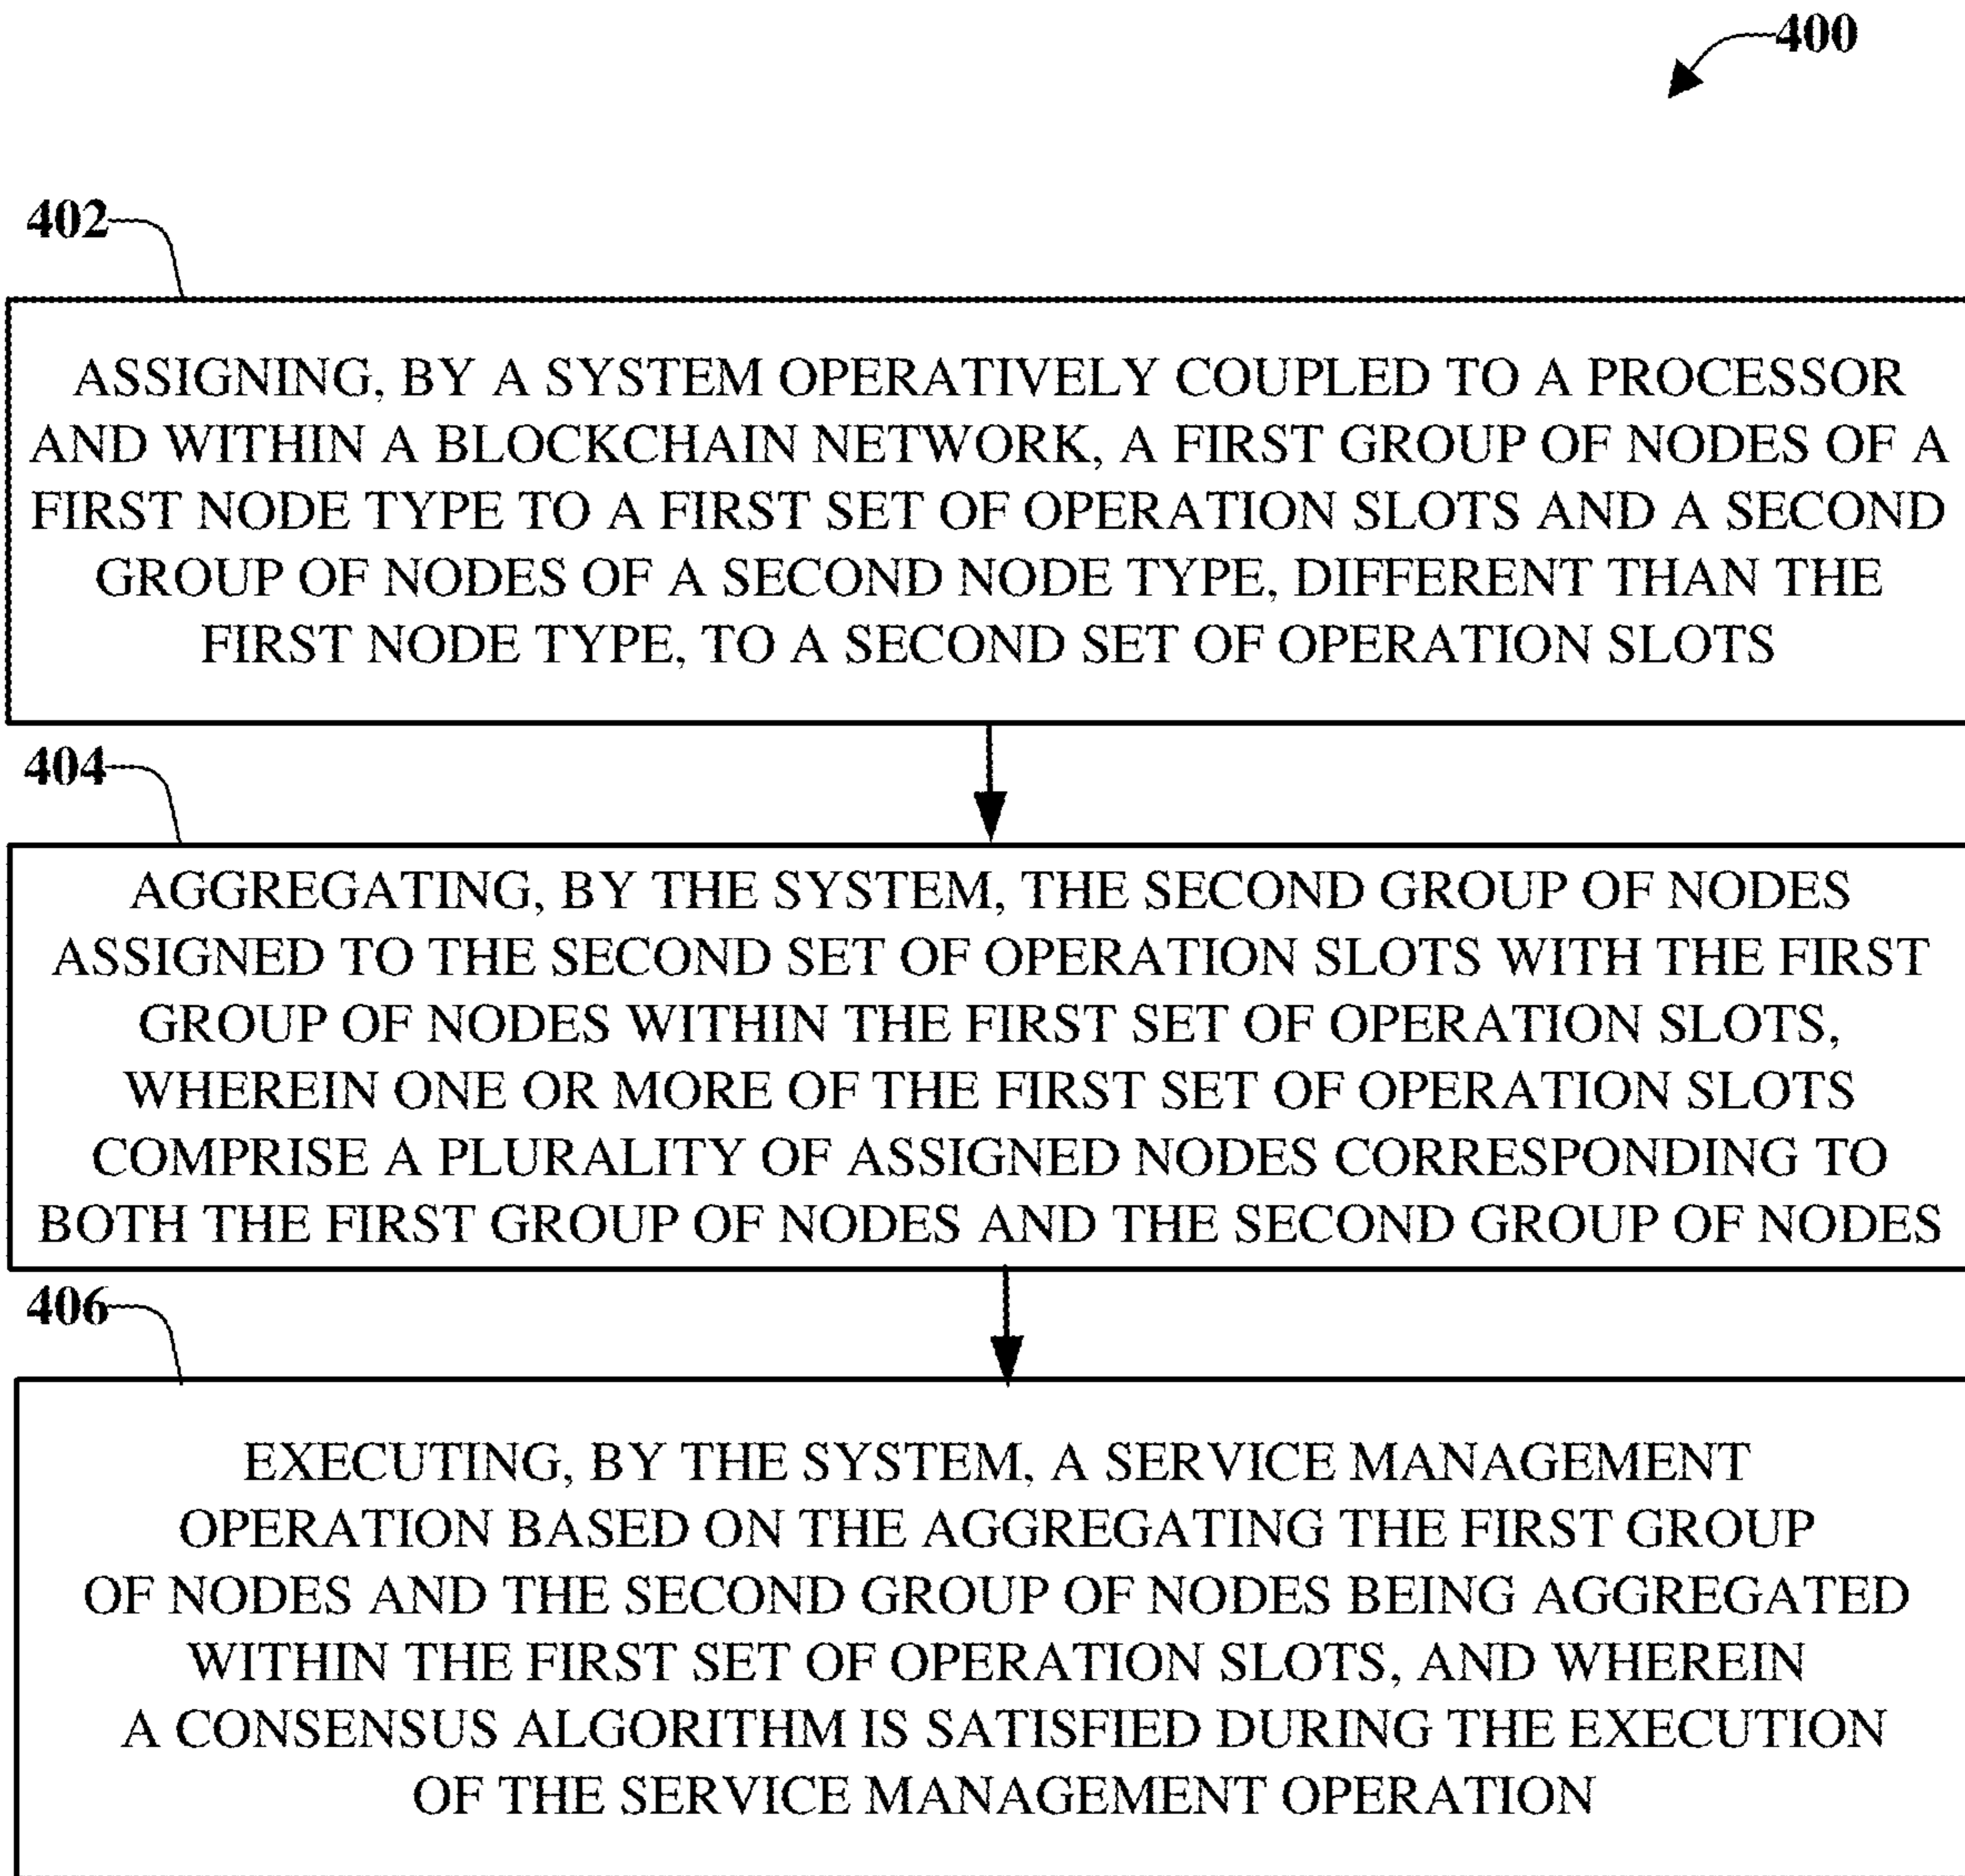 400
402
ASSIGNING, BY A SYSTEM OPERATIVELY COUPLED TO A PROCESSOR
AND WITHIN A BLOCKCHAIN NETWORK, A FIRST GROUP OF NODES OF A
FIRST NODE TYPE TO A FIRST SET OF OPERATION SLOTS AND A SECOND
GROUP OF NODES OF A SECOND NODE TYPE, DIFFERENT THAN THE
FIRST NODE TYPE, TO A SECOND SET OF OPERATION SLOTS
404
AGGREGATING, BY THE SYSTEM, THE SECOND GROUP OF NODES
ASSIGNED TO THE SECOND SET OF OPERATION SLOTS WITH THE FIRST
GROUP OF NODES WITHIN THE FIRST SET OF OPERATION SLOTS,
WHEREIN ONE OR MORE OF THE FIRST SET OF OPERATION SLOTS
COMPRISE A PLURALITY OF ASSIGNED NODES CORRESPONDING TO
BOTH THE FIRST GROUP OF NODES AND THE SECOND GROUP OF NODES
406
EXECUTING, BY THE SYSTEM, A SERVICE MANAGEMENT
OPERATION BASED ON THE AGGREGATING THE FIRST GROUP
OF NODES AND THE SECOND GROUP OF NODES BEING AGGREGATED
WITHIN THE FIRST SET OF OPERATION SLOTS, AND WHEREIN
A CONSENSUS ALGORITHM IS SATISFIED DURING THE EXECUTION
OF THE SERVICE MANAGEMENT OPERATION